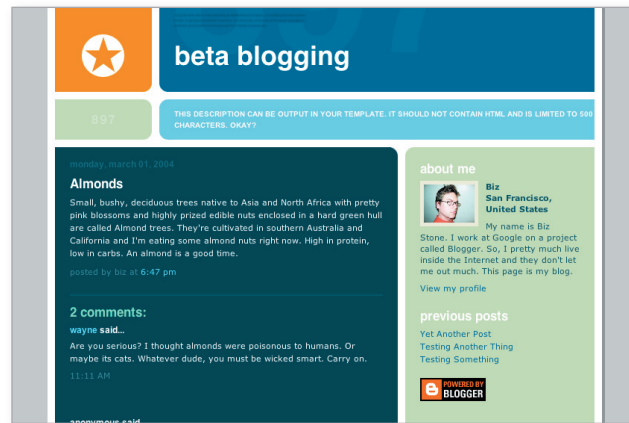 beta blogging
897
THIS DESCRIPTION CAN BE OUTPUT IN YOUR TEMPLATE. IT SHOULD NOT CONTAIN HTML AND IS LIMITED TO 500
CHARACTERS. OKAY?
monday, march 01, 2004
Almonds
Small, bushy, deciduous trees native to Asia and North Africa with pretty
pink blossoms and highly prized edible nuts enclosed in a hard green hull
are called Almond trees. They're cultivated in southern Australia and
California and I'm eating some almond nuts right now. High in protein,
low in carbs. An almond is a good time.
posted by biz at 6:47 pm
2 comments:
wayne said...
Are you serious? I thought almonds were poisonous to humans. Or
maybe its cats. Whatever dude, you must be wicked smart. Carry on.
11:11 AM
anonymous said
about me
Biz
San Francisco,
United States
My name is Biz
Stone. I work at Google on a project
called Blogger. So, I pretty much live
inside the Internet and they don't let
me out much. This page is my blog.
View my profile
previous posts
Yet Another Post
Testing Another Thing
Testing Something
POWERED BY
BLOGGER